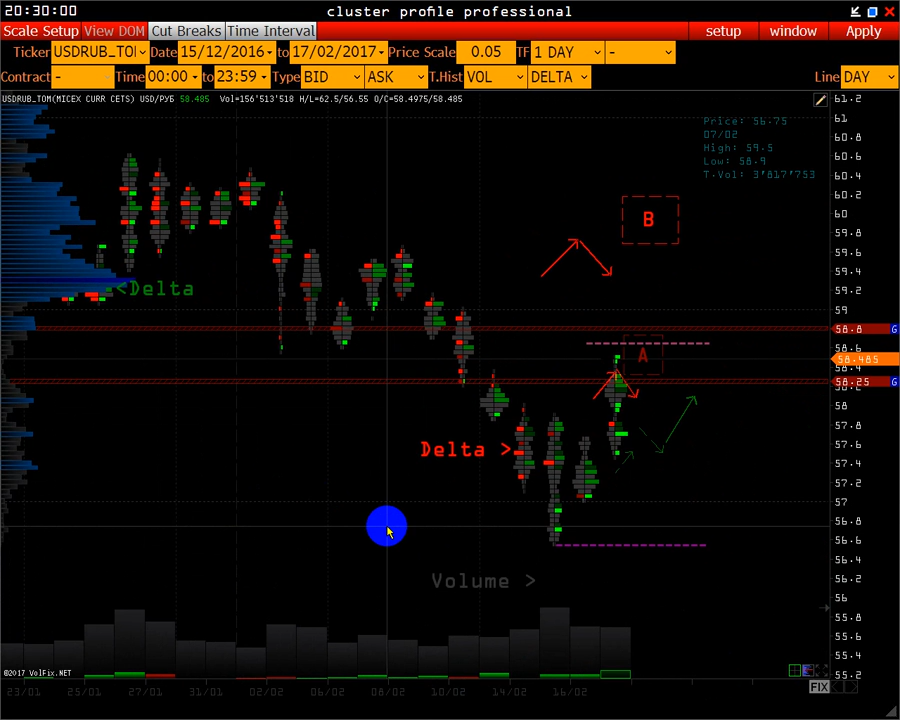 20:30:00 cluster profile professional
Scale Setup View DOM Cut Breaks Time Interval setup window Apply
Ticker USDRUB_TO Date 15/12/2016 to 17/02/2017 Price Scale 0.05 TF 1 DAY -
Contract - Time 00:00 to 23:59 Type BID ASK T.Hist VOL DELTA Line DAY
USDRUB_TOM(MICEX CURR CETS) USD/РУБ 58.485 Vol=156'513'518 H/L=62.5/56.55 O/C=58.4975/58.485
61.2
61
Price: 56.75
07/02
60.8
High: 59.5
60.6
Low: 58.9
T.Vol: 3'817'753
60.4
60.2
B
60
59.8
59.6
59.4
<Delta
59.2
59
58.8 G
58.6
A
58.485
58.4
58.25 G
58.2
58
57.8
57.6
Delta >
57.4
57.2
57
56.8
56.6
56.4
Volume >
56.2
56
55.8
55.6
55.4
©2017 VolFix.NET
55.2
23/01 25/01 27/01 31/01 02/02 06/02 08/02 10/02 14/02 16/02
FIX